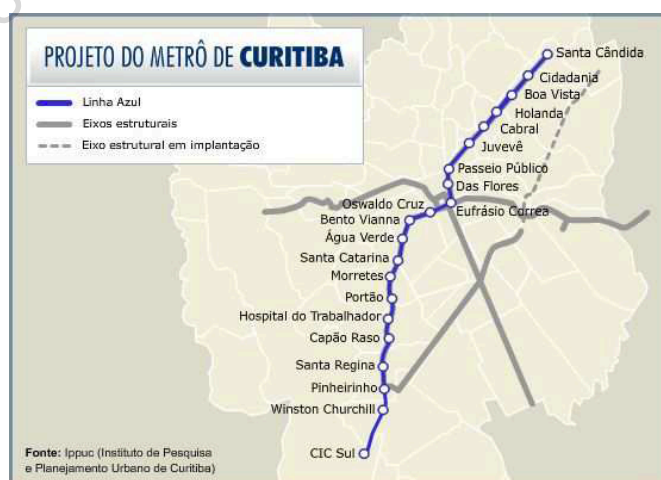 PROJETO DO METRÔ DE CURITIBA
Linha Azul
Eixos estruturais
Eixo estrutural em implantação
Santa Cândida
Cidadania
Boa Vista
Holanda
Cabral
Juvevê
Passeio Público
Das Flores
Oswaldo Cruz
Eufrásio Correa
Bento Vianna
Água Verde
Santa Catarina
Morretes
Portão
Hospital do Trabalhador
Capão Raso
Santa Regina
Pinheirinho
Winston Churchill
CIC Sul
Fonte: Ippuc (Instituto de Pesquisa
e Planejamento Urbano de Curitiba)